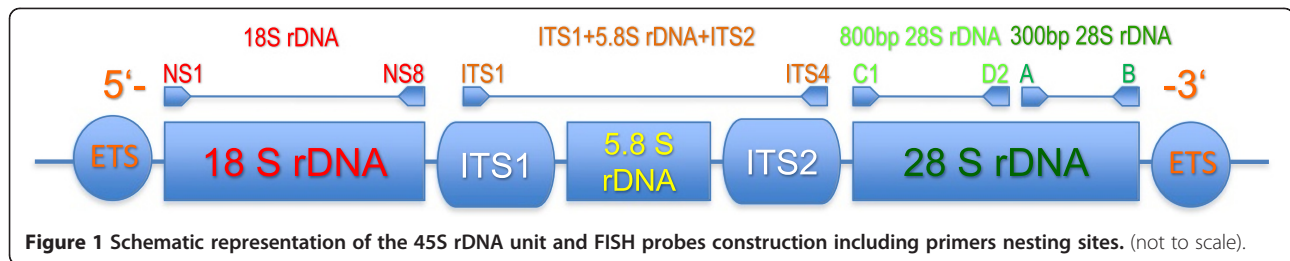 18S rDNA ITS1+5.8S rDNA+ITS2 800bp 28S rDNA 300bp 28S rDNA
5‘- NS1 NS8 ITS1 ITS4 C1 D2 A B -3‘
ETS 18 S rDNA ITS1 5.8 S ITS2 28 S rDNA ETS
rDNA
Figure 1 Schematic representation of the 45S rDNA unit and FISH probes construction including primers nesting sites. (not to scale).